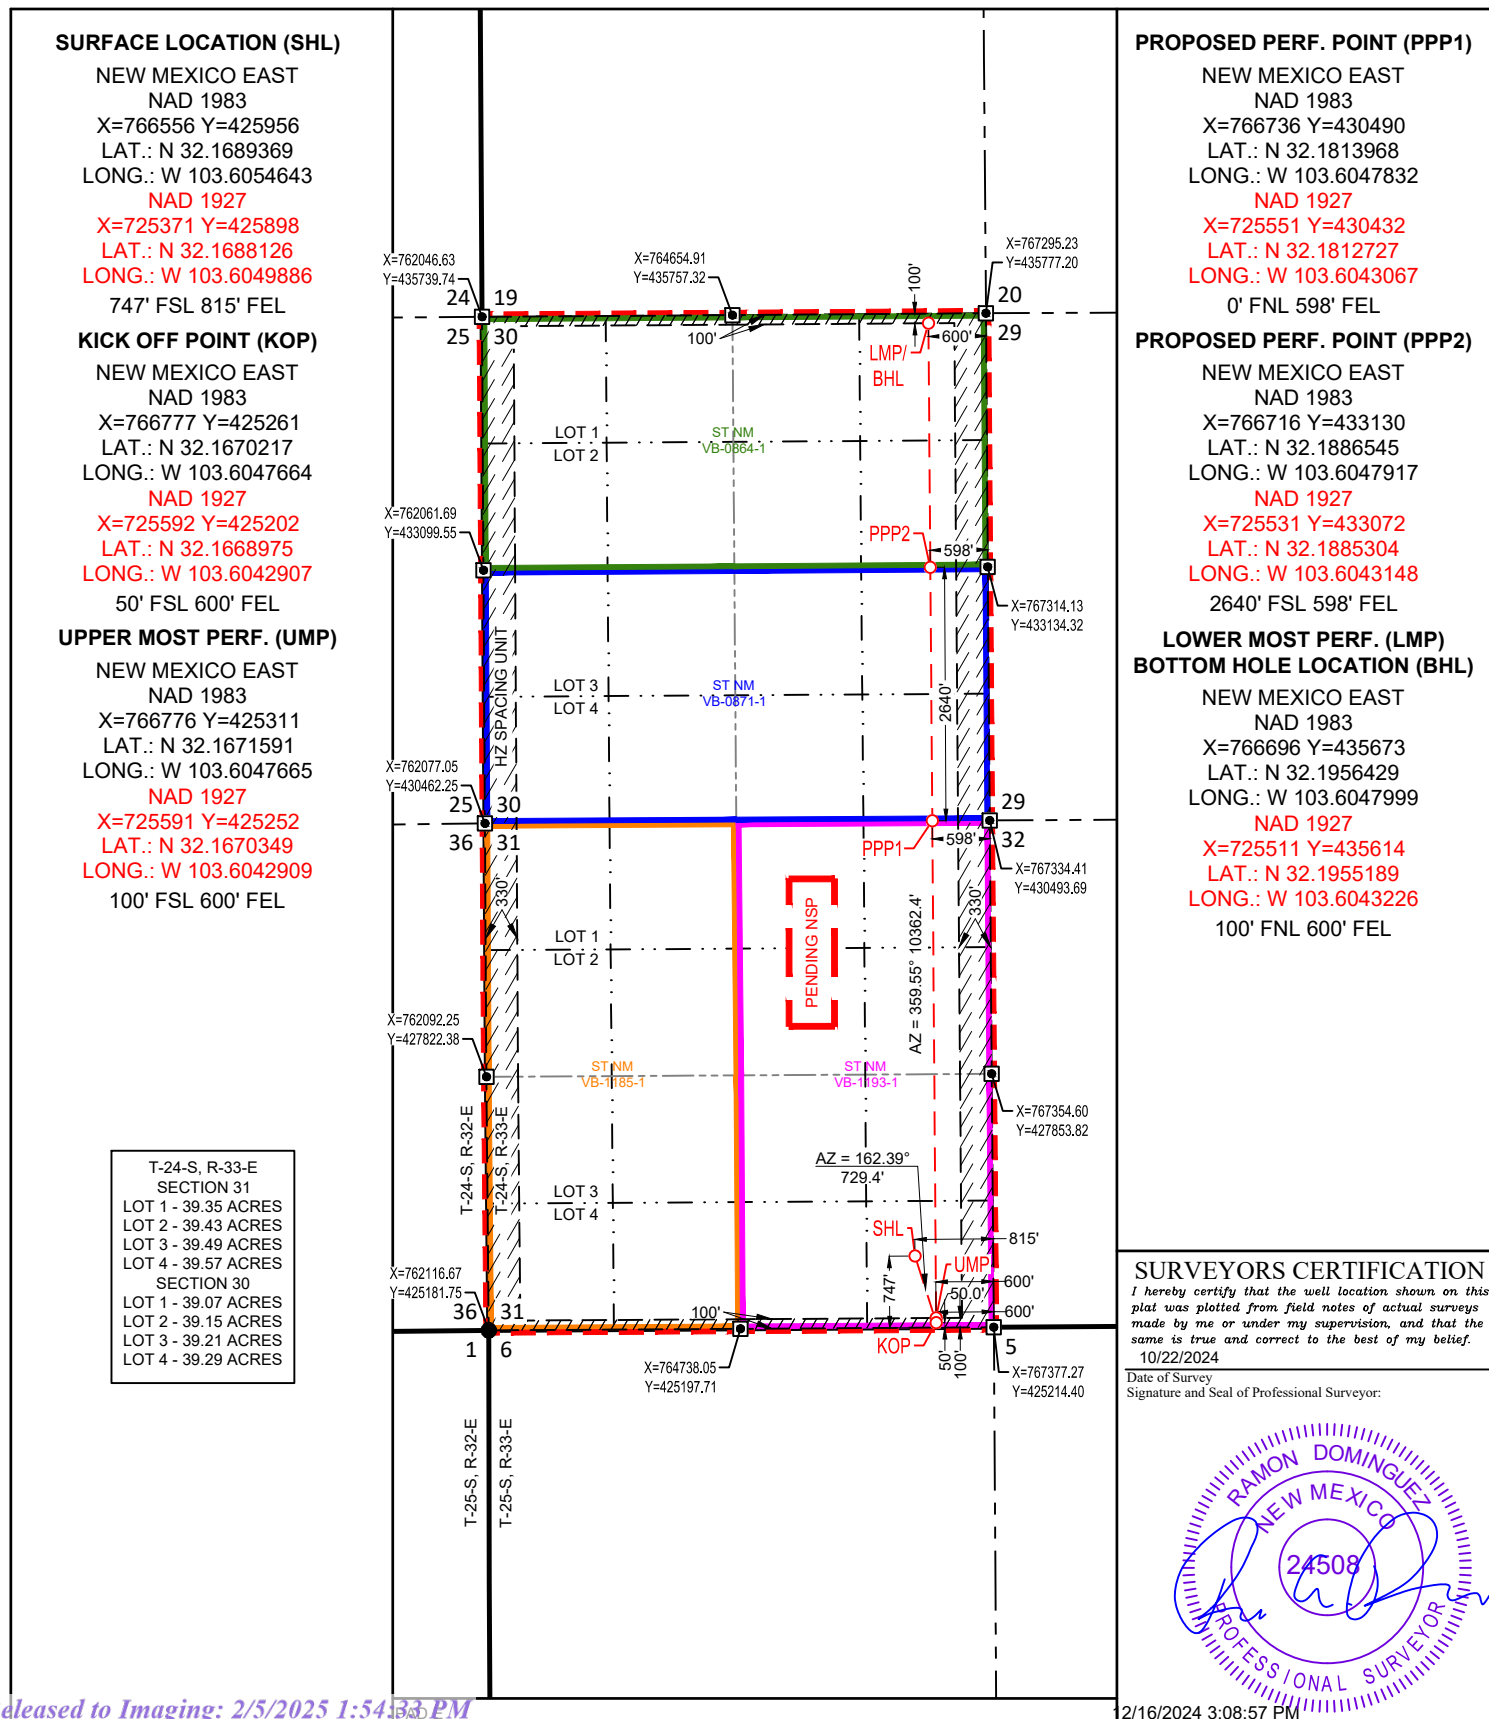 SURFACE LOCATION (SHL)
NEW MEXICO EAST
NAD 1983
X=766556 Y=425956
LAT.: N 32.1689369
LONG.: W 103.6054643
NAD 1927
X=725371 Y=425898
LAT.: N 32.1688126
LONG.: W 103.6049886
747' FSL 815' FEL
KICK OFF POINT (KOP)
NEW MEXICO EAST
NAD 1983
X=766777 Y=425261
LAT.: N 32.1670217
LONG.: W 103.6047664
NAD 1927
X=725592 Y=425202
LAT.: N 32.1668975
LONG.: W 103.6042907
50' FSL 600' FEL
UPPER MOST PERF. (UMP)
NEW MEXICO EAST
NAD 1983
X=766776 Y=425311
LAT.: N 32.1671591
LONG.: W 103.6047665
NAD 1927
X=725591 Y=425252
LAT.: N 32.1670349
LONG.: W 103.6042909
100' FSL 600' FEL
T-24-S, R-33-E
SECTION 31
LOT 1 - 39.35 ACRES
LOT 2 - 39.43 ACRES
LOT 3 - 39.49 ACRES
LOT 4 - 39.57 ACRES
SECTION 30
LOT 1 - 39.07 ACRES
LOT 2 - 39.15 ACRES
LOT 3 - 39.21 ACRES
LOT 4 - 39.29 ACRES
X=762046.63
Y=435739.74
X=764654.91
Y=435757.32
X=767295.23
Y=435777.20
24 19
20
25 30
29
100'
100'
600'
LMP/
BHL
LOT 1
LOT 2
ST NM
VB-0864-1
X=762061.69
Y=433099.55
PPP2
598'
X=767314.13
Y=433134.32
HZ SPACING UNIT
LOT 3
LOT 4
ST NM
VB-0871-1
2640'
X=762077.05
Y=430462.25
25 30
29
36 31
32
PPP1
598'
X=767334.41
Y=430493.69
330'
330'
PENDING NSP
AZ = 359.55° 10362.4'
LOT 1
LOT 2
X=762092.25
Y=427822.38
ST NM
VB-1185-1
ST NM
VB-1193-1
X=767354.60
Y=427853.82
T-24-S, R-32-E
T-24-S, R-33-E
AZ = 162.39°
729.4'
LOT 3
LOT 4
SHL
815'
UMP
747'
600'
50.0'
600'
X=762116.67
Y=425181.75
36 31
100'
1 6
5
KOP
50'
100'
X=764738.05
Y=425197.71
X=767377.27
Y=425214.40
T-25-S, R-32-E
T-25-S, R-33-E
PROPOSED PERF. POINT (PPP1)
NEW MEXICO EAST
NAD 1983
X=766736 Y=430490
LAT.: N 32.1813968
LONG.: W 103.6047832
NAD 1927
X=725551 Y=430432
LAT.: N 32.1812727
LONG.: W 103.6043067
0' FNL 598' FEL
PROPOSED PERF. POINT (PPP2)
NEW MEXICO EAST
NAD 1983
X=766716 Y=433130
LAT.: N 32.1886545
LONG.: W 103.6047917
NAD 1927
X=725531 Y=433072
LAT.: N 32.1885304
LONG.: W 103.6043148
2640' FSL 598' FEL
LOWER MOST PERF. (LMP)
BOTTOM HOLE LOCATION (BHL)
NEW MEXICO EAST
NAD 1983
X=766696 Y=435673
LAT.: N 32.1956429
LONG.: W 103.6047999
NAD 1927
X=725511 Y=435614
LAT.: N 32.1955189
LONG.: W 103.6043226
100' FNL 600' FEL
SURVEYORS CERTIFICATION
I hereby certify that the well location shown on this
plat was plotted from field notes of actual surveys
made by me or under my supervision, and that the
same is true and correct to the best of my belief.
10/22/2024
Date of Survey
Signature and Seal of Professional Surveyor:
RAMON DOMINGUEZ
NEW MEXICO
24508
PROFESSIONAL SURVEYOR
eleased to Imaging: 2/5/2025 1:54:33 PM
12/16/2024 3:08:57 PM